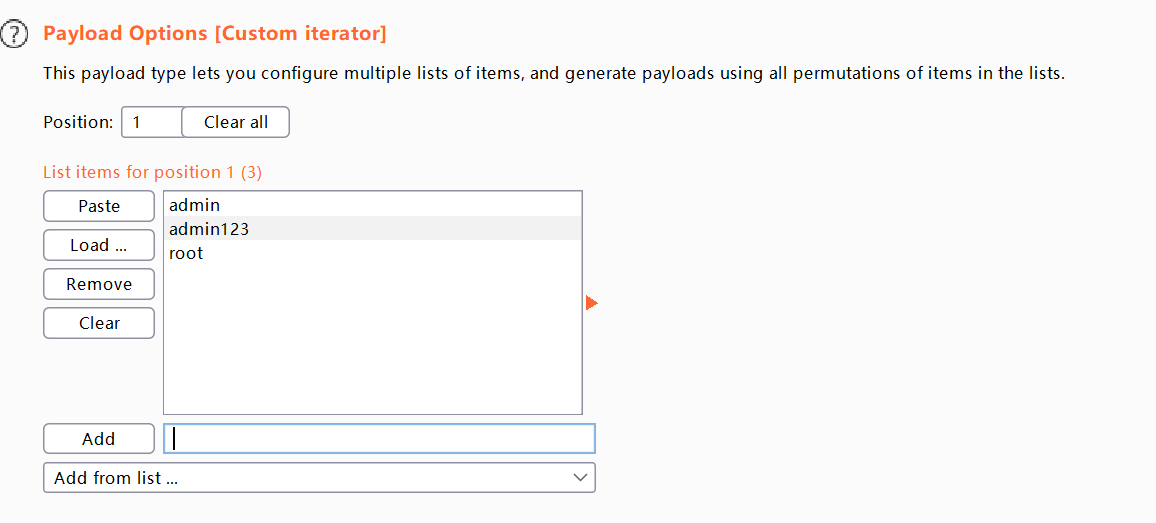 Payload Options [Custom iterator]
This payload type lets you configure multiple lists of items, and generate payloads using all permutations of items in the lists.
Position: 1 Clear all
List items for position 1 (3)
Paste
Load ...
Remove
Clear
admin
admin123
root
Add
Add from list ...